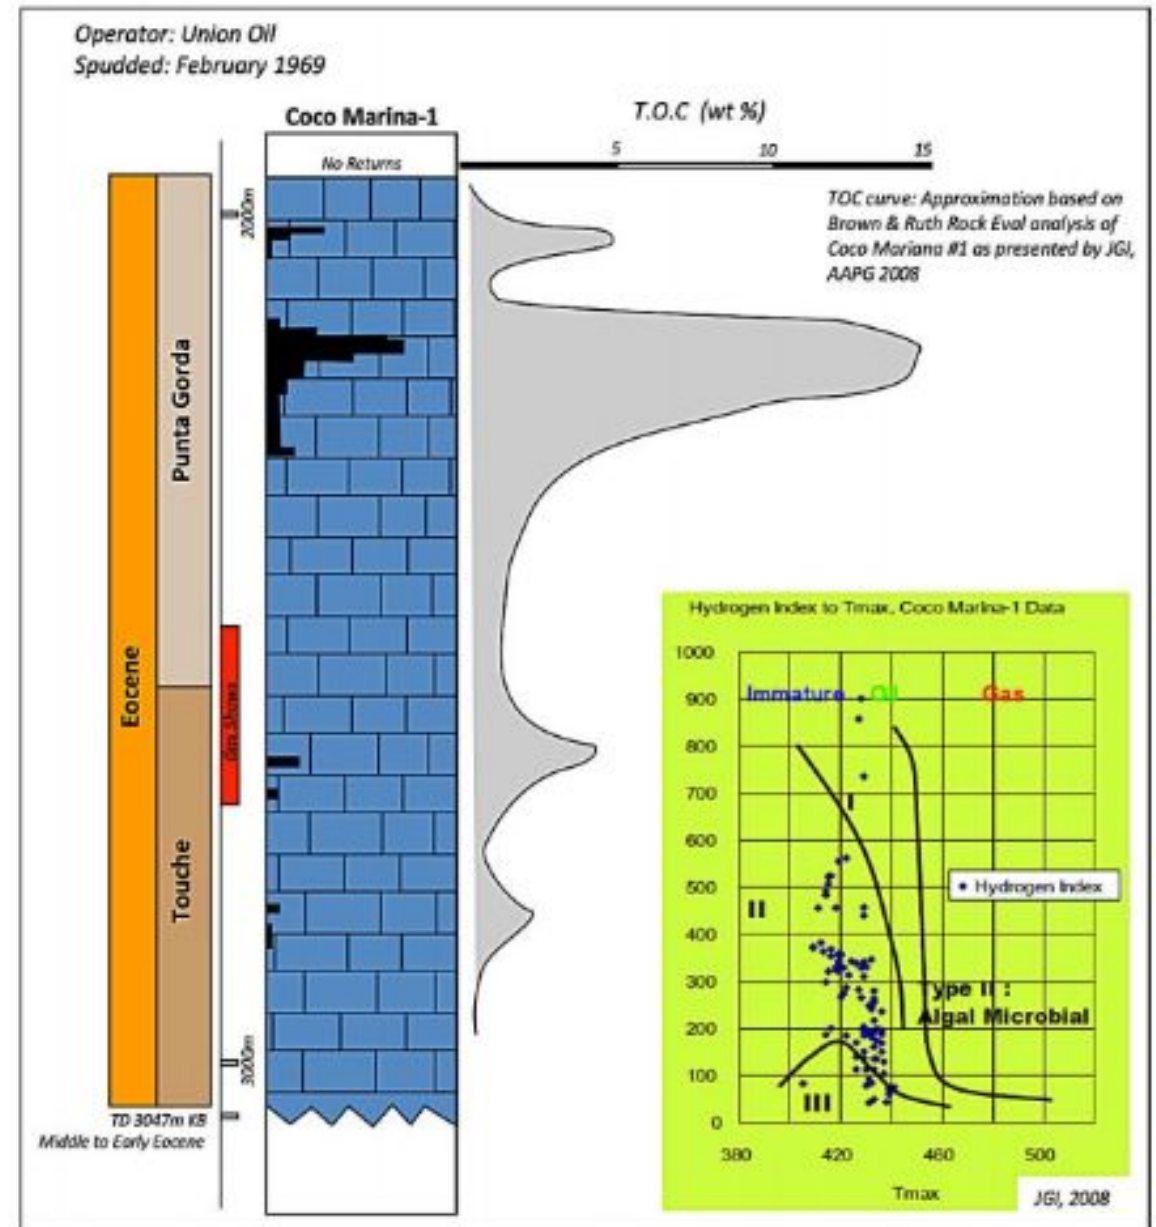 Operator: Union Oil
Spudded: February 1969
Coco Marina-1
T.O.C (wt %)
No Returns
5
10
15
TOC curve: Approximation based on
Brown & Ruth Rock Eval analysis of
Coco Mariana #1 as presented by JGI,
AAPG 2008
2000m
Punta Gorda
Eocene
Gas Shows
Touche
3000m
TD 3047m KB
Middle to Early Eocene
Hydrogen Index to Tmax, Coco Marina-1 Data
1000
900
800
700
600
500
400
300
200
100
0
Immature
Oil
Gas
I
II
III
Hydrogen Index
Type II :
Algal Microbial
380
420
460
500
Tmax
JGI, 2008